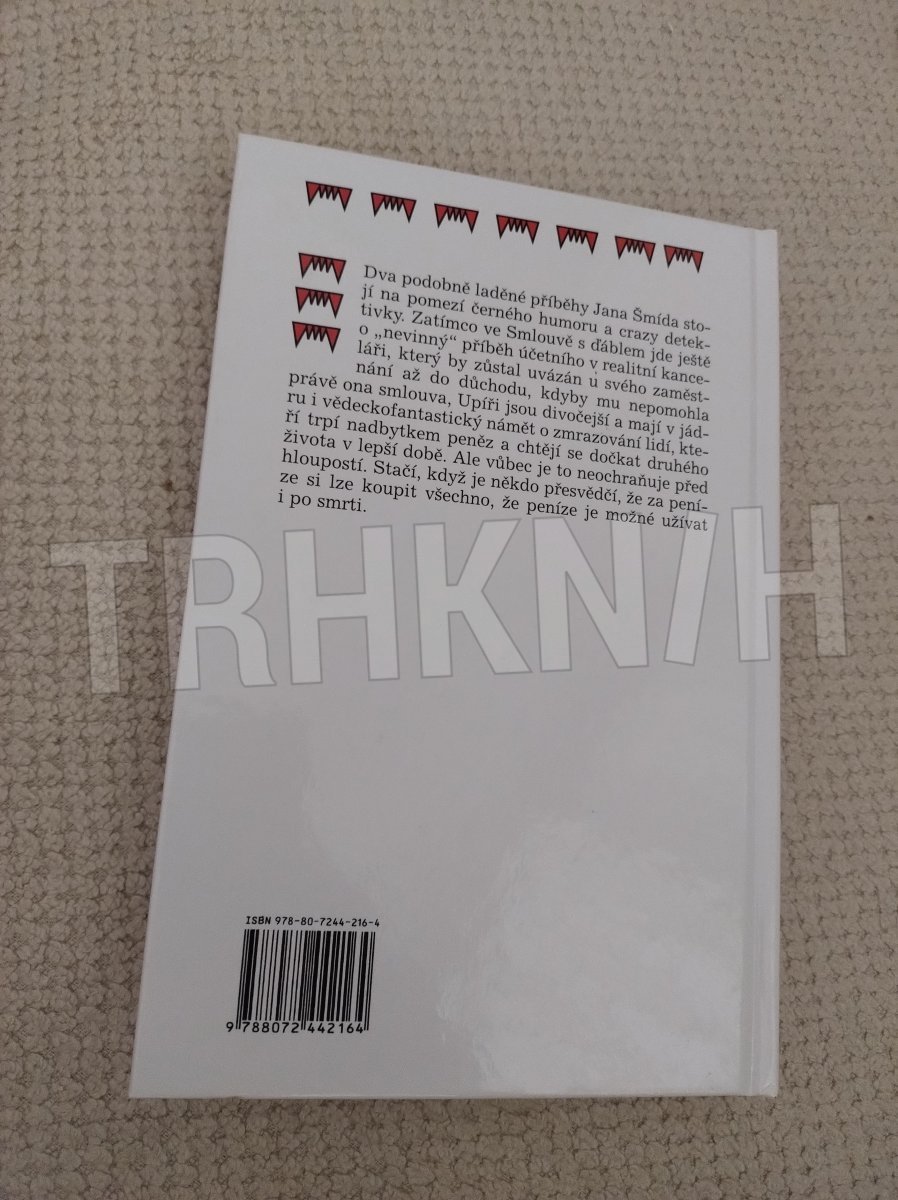 Dva podobně laděné příběhy Jana Šmída sto-
jí na pomezí černého humoru a crazy detek-
tivky. Zatímco ve Smlouvě s ďáblem jde ještě
o „nevinný“ příběh účetního v realitní kance-
láři, který by zůstal uvázán u svého zaměst-
nání až do důchodu, kdyby mu nepomohla
právě ona smlouva, Upíři jsou divočejší a mají v jád-
ru i vědeckofantastický námět o zmrazování lidí, kte-
ří trpí nadbytkem peněz a chtějí se dočkat druhého
života v lepší době. Ale vůbec je to neochraňuje před
hloupostí. Stačí, když je někdo přesvědčí, že za pení-
ze si lze koupit všechno, že peníze je možné užívat
i po smrti.
TRHKNIH
ISBN 978-80-7244-216-4
9 788072 442164